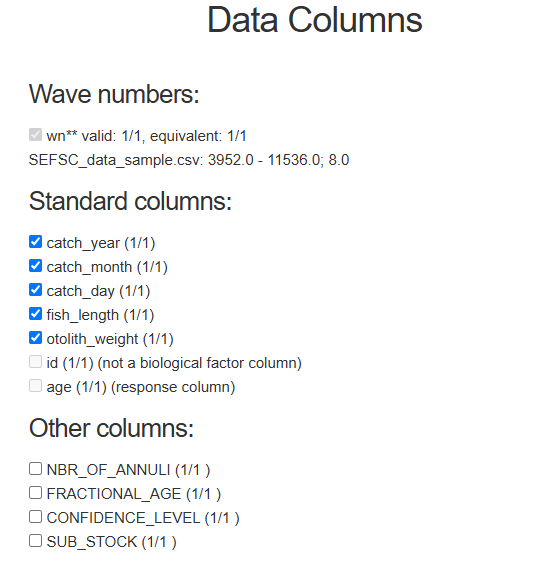 Data Columns
Wave numbers:
wn** valid: 1/1, equivalent: 1/1
SEFSC_data_sample.csv: 3952.0 - 11536.0; 8.0
Standard columns:
catch_year (1/1)
catch_month (1/1)
catch_day (1/1)
fish_length (1/1)
otolith_weight (1/1)
id (1/1) (not a biological factor column)
age (1/1) (response column)
Other columns:
NBR_OF_ANNULI (1/1 )
FRACTIONAL_AGE (1/1 )
CONFIDENCE_LEVEL (1/1 )
SUB_STOCK (1/1 )